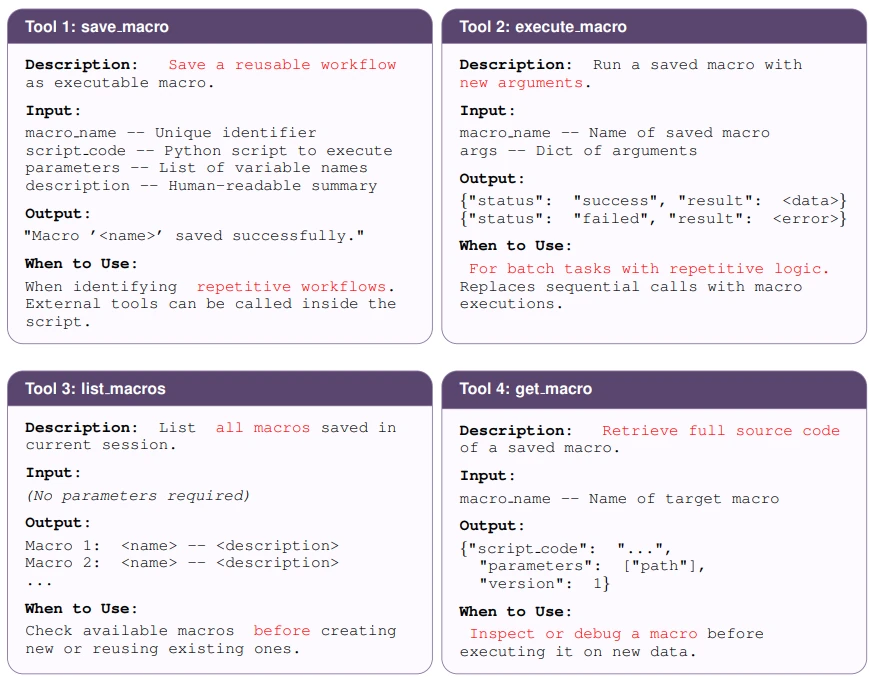 Tool 1: save_macro
Description: Save a reusable workflow
as executable macro.
Input:
macro_name -- Unique identifier
script_code -- Python script to execute
parameters -- List of variable names
description -- Human-readable summary
Output:
"Macro ’<name>’ saved successfully."
When to Use:
When identifying repetitive workflows.
External tools can be called inside the
script.
Tool 2: execute_macro
Description: Run a saved macro with
new arguments.
Input:
macro_name -- Name of saved macro
args -- Dict of arguments
Output:
{"status": "success", "result": <data>}
{"status": "failed", "result": <error>}
When to Use:
For batch tasks with repetitive logic.
Replaces sequential calls with macro
executions.
Tool 3: list_macros
Description: List all macros saved in
current session.
Input:
(No parameters required)
Output:
Macro 1: <name> -- <description>
Macro 2: <name> -- <description>
...
When to Use:
Check available macros before creating
new or reusing existing ones.
Tool 4: get_macro
Description: Retrieve full source code
of a saved macro.
Input:
macro_name -- Name of target macro
Output:
{"script_code": "...",
"parameters": ["path"],
"version": 1}
When to Use:
Inspect or debug a macro before
executing it on new data.